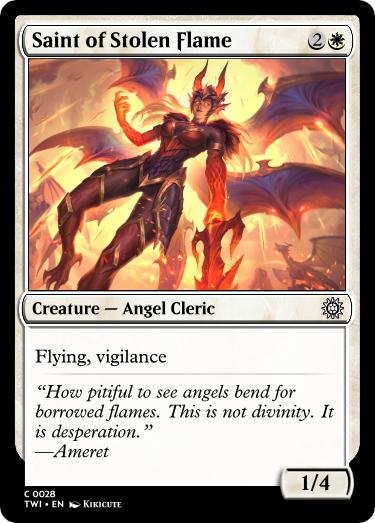 Saint of Stolen Flame 2
Creature — Angel Cleric
Flying, vigilance
“How pitiful to see angels bend for
borrowed flames. This is not divinity. It
is desperation.”
—Ameret
1/4
C 0028
TWI • EN Kikicute